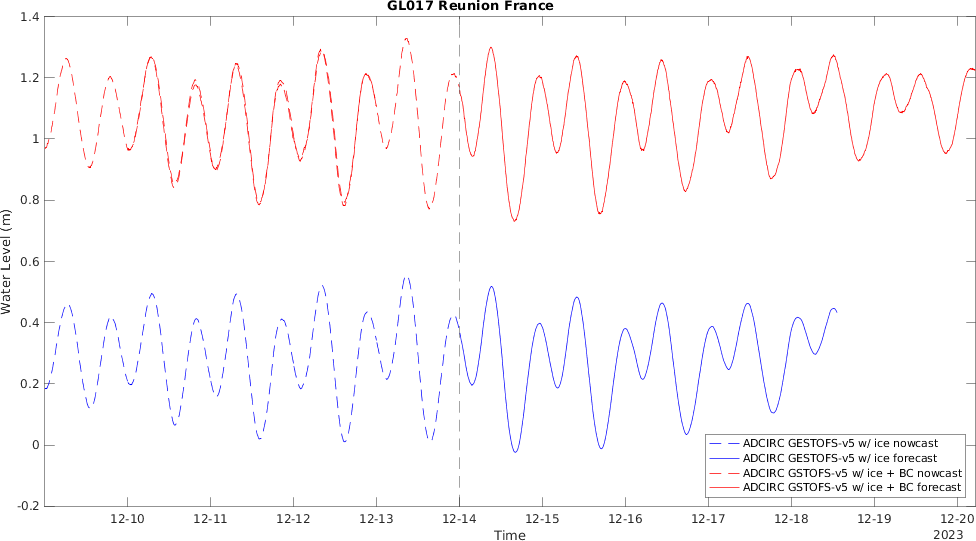 GL017 Reunion France
1.4
1.2
1
0.8
0.6
0.4
0.2
0
-0.2
Water Level (m)
ADCIRC GESTOFS-v5 w/ ice nowcast
ADCIRC GESTOFS-v5 w/ ice forecast
ADCIRC GSTOFS-v5 w/ ice + BC nowcast
ADCIRC GSTOFS-v5 w/ ice + BC forecast
12-10 12-11 12-12 12-13 12-14 12-15 12-16 12-17 12-18 12-19 12-20
Time 2023